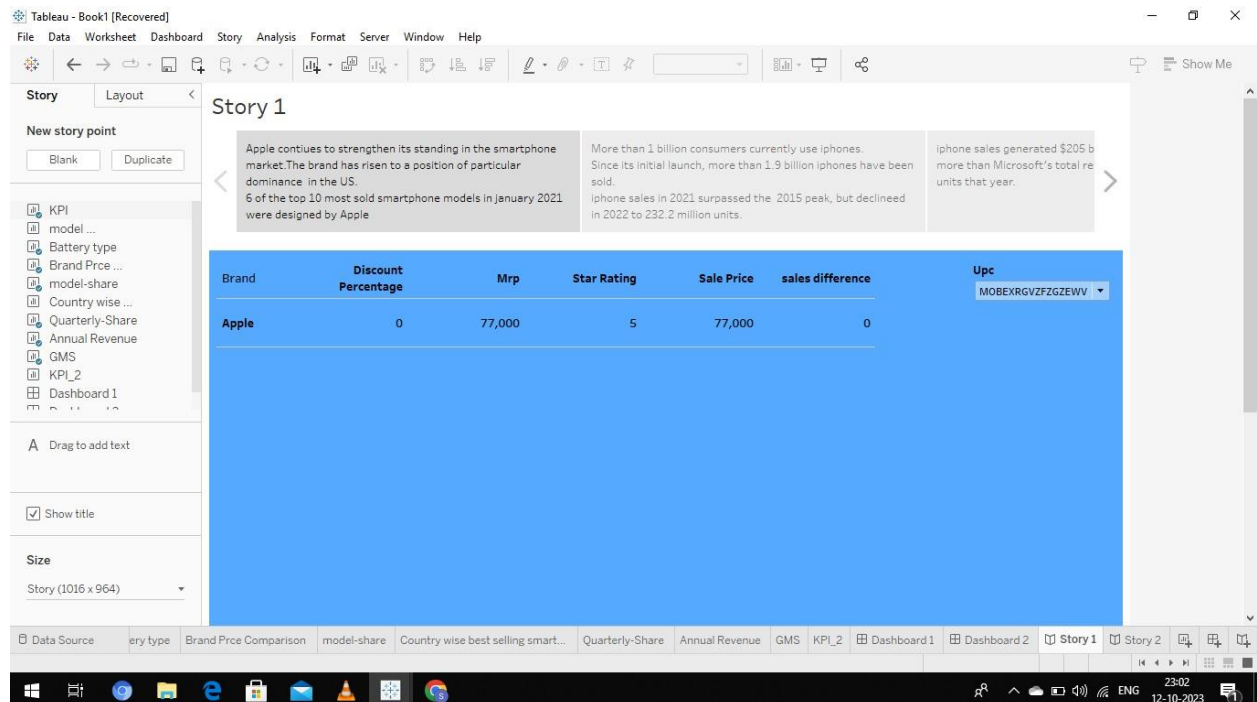 Tableau - Book1 [Recovered]
File Data Worksheet Dashboard Story Analysis Format Server Window Help
Show Me
Story Layout
New story point
Blank Duplicate
KPI
model ...
Battery type
Brand Prce ...
model-share
Country wise ...
Quarterly-Share
Annual Revenue
GMS
KPI_2
Dashboard 1
A Drag to add text
Show title
Size
Story (1016 x 964)
Story 1
Apple contiues to strengthen its standing in the smartphone
market.The brand has risen to a position of particular
dominance in the US.
6 of the top 10 most sold smartphone models in january 2021
were designed by Apple
More than 1 billion consumers currently use iphones.
Since its initial launch, more than 1.9 billion iphones have been
sold.
iphone sales in 2021 surpassed the 2015 peak, but declineed
in 2022 to 232.2 million units.
iphone sales generated $205 b
more than Microsoft's total re
units that year.
Brand Discount Percentage Mrp Star Rating Sale Price sales difference
Apple 0 77,000 5 77,000 0
Upc
MOBEXRGVZFZGZEWV
Data Source ery type Brand Prce Comparison model-share Country wise best selling smart... Quarterly-Share Annual Revenue GMS KPI_2 Dashboard 1 Dashboard 2 Story 1 Story 2
ENG
23:02
12-10-2023